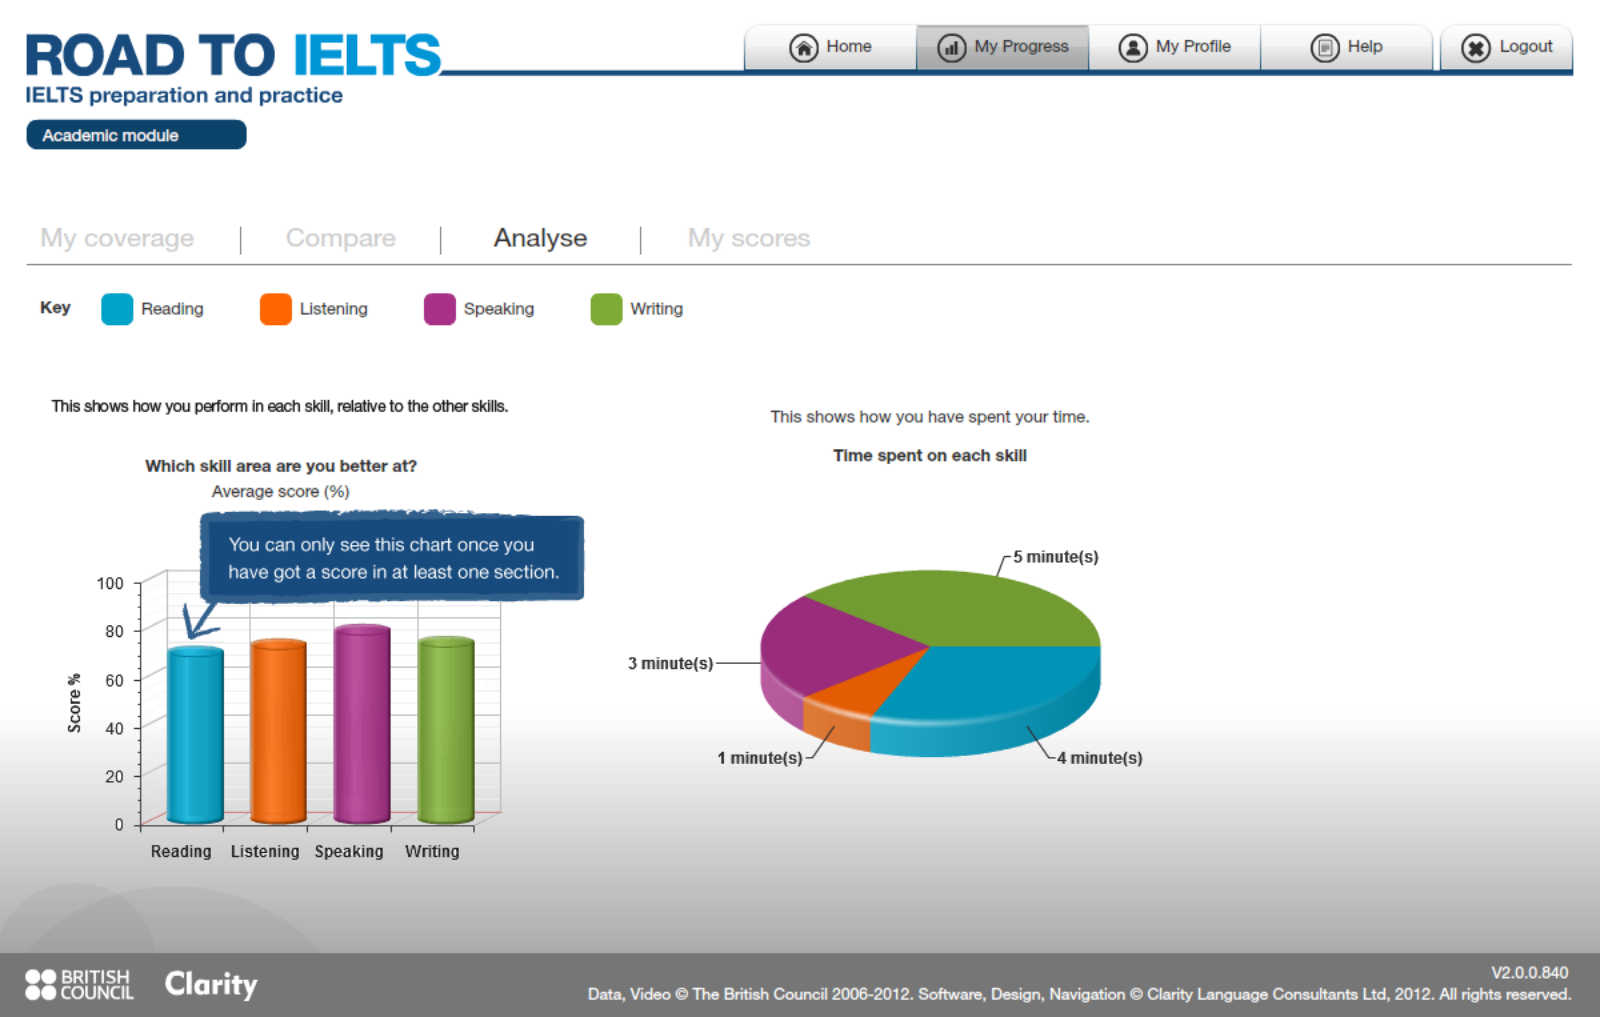 ROAD TO IELTS
IELTS preparation and practice
Academic module
Home
My Progress
My Profile
Help
Logout
My coverage
Compare
Analyse
My scores
Key
Reading
Listening
Speaking
Writing
This shows how you perform in each skill, relative to the other skills.
Which skill area are you better at?
Average score (%)
You can only see this chart once you
have got a score in at least one section.
Score %
100
80
60
40
20
0
Reading
Listening
Speaking
Writing
This shows how you have spent your time.
Time spent on each skill
5 minute(s)
3 minute(s)
1 minute(s)
4 minute(s)
BRITISH
COUNCIL
Clarity
V2.0.0.840
Data, Video © The British Council 2006-2012. Software, Design, Navigation © Clarity Language Consultants Ltd, 2012. All rights reserved.